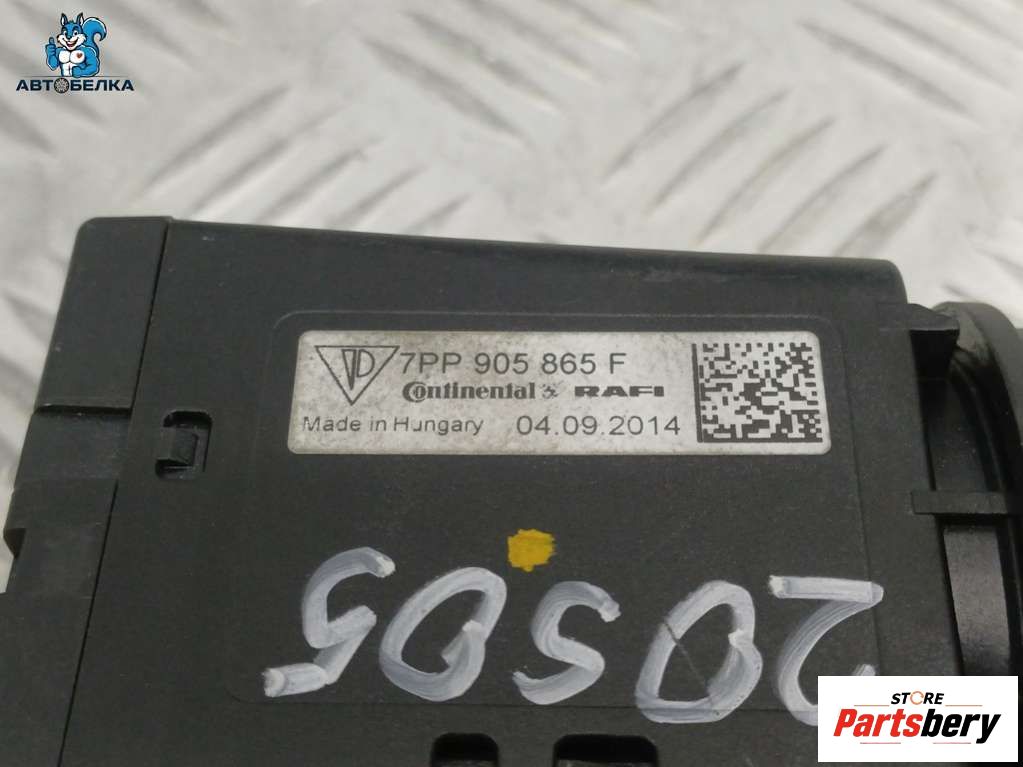 АВТОБЕЛКА
7PP 905 865 F
Continental & RAFI
Made in Hungary 04.09.2014
20505
STORE
Partsbery